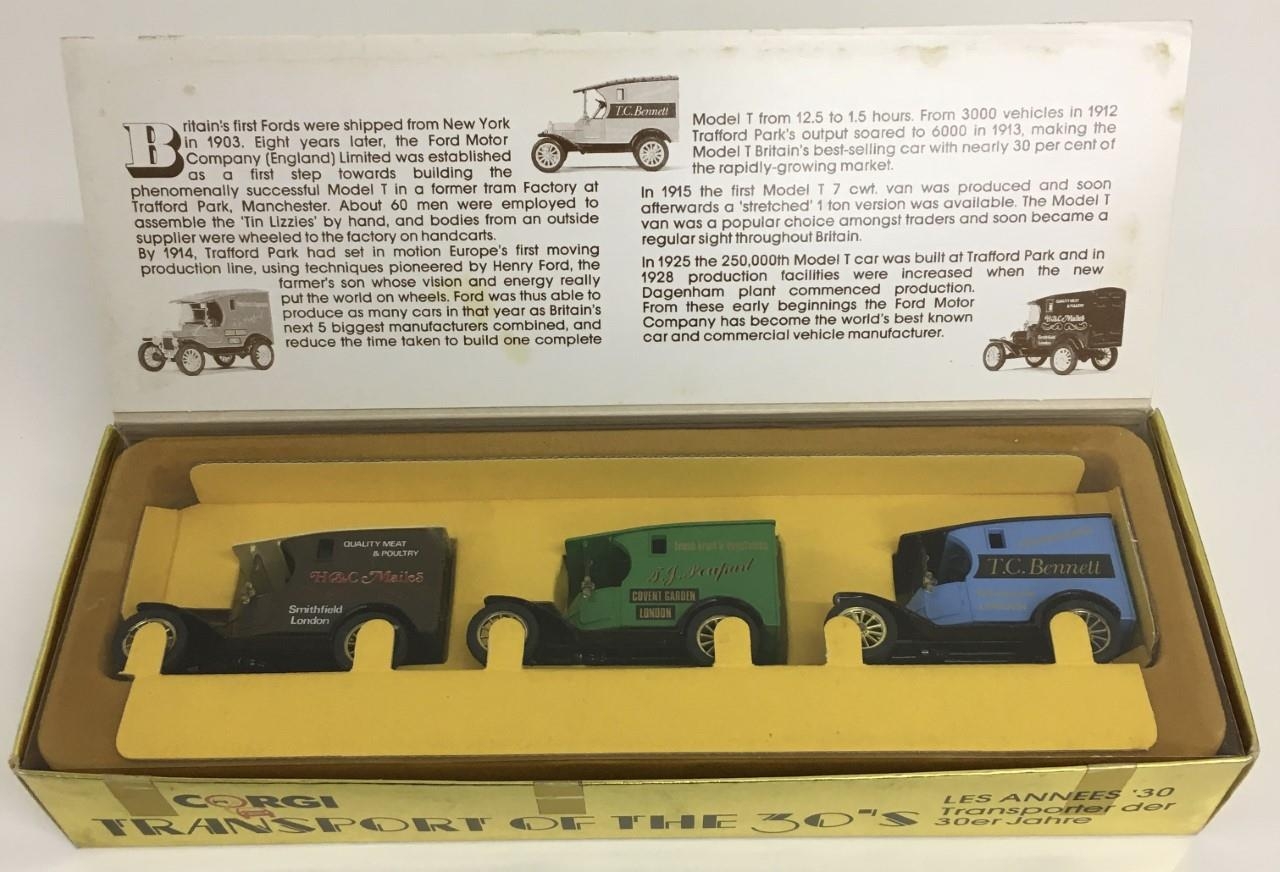 Britain's first Fords were shipped from New York
in 1903. Eight years later, the Ford Motor
Company (England) Limited was established
as a first step towards building the
phenomenally successful Model T in a former tram Factory at
Trafford Park, Manchester. About 60 men were employed to
assemble the 'Tin Lizzies' by hand, and bodies from an outside
supplier were wheeled to the factory on handcarts.
By 1914, Trafford Park had set in motion Europe's first moving
production line, using techniques pioneered by Henry Ford, the
farmer's son whose vision and energy really
put the world on wheels. Ford was thus able to
produce as many cars in that year as Britain's
next 5 biggest manufacturers combined, and
reduce the time taken to build one complete
T.C. Bennett
Model T from 12.5 to 1.5 hours. From 3000 vehicles in 1912
Trafford Park's output soared to 6000 in 1913, making the
Model T Britain's best-selling car with nearly 30 per cent of
the rapidly-growing market.
In 1915 the first Model T 7 cwt. van was produced and soon
afterwards a 'stretched' 1 ton version was available. The Model T
van was a popular choice amongst traders and soon became a
regular sight throughout Britain.
In 1925 the 250,000th Model T car was built at Trafford Park and in
1928 production facilities were increased when the new
Dagenham plant commenced production.
From these early beginnings the Ford Motor
Company has become the world's best known
car and commercial vehicle manufacturer.
QUALITY MEAT
& POULTRY
H&C Mailes
Smithfield
London
QUALITY MEAT
& POULTRY
H&C Mailes
Smithfield
London
fresh fruit & vegetables
T.J. Poupart
COVENT GARDEN
LONDON
T.C. Bennett
LONDON
CORGI
TRANSPORT OF THE 30'S
LES ANNEES '30
Transporter der
30er Jahre